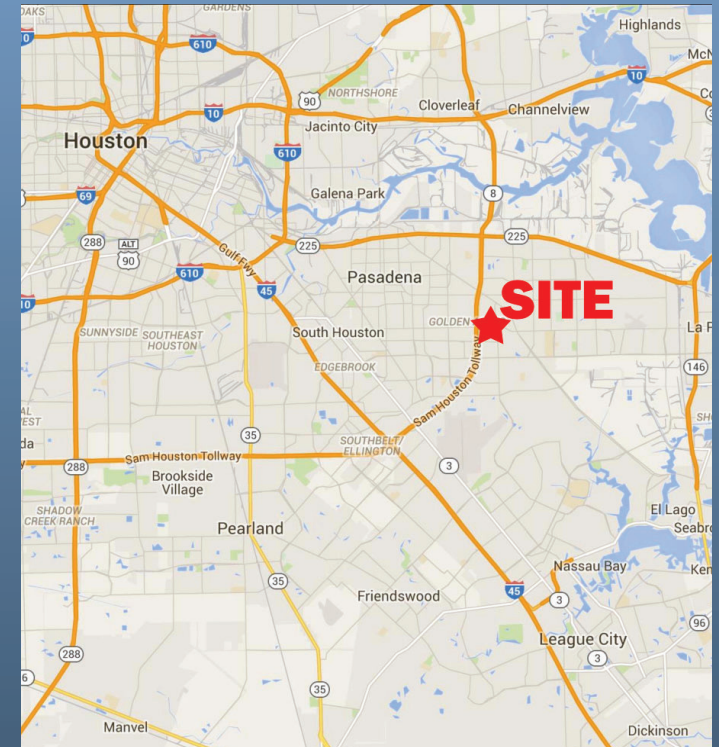 OAKS
GARDENS
Highlands
610
McN
10
NORTHSHORE
90
Cloverleaf
Channelview
10
Jacinto City
Houston
610
Galena Park
69
8
288
ALT
90
225
225
Gulf Fwy
610
45
Pasadena
SITE
10
GOLDEN
SUNNYSIDE
SOUTHEAST
HOUSTON
South Houston
La P
EDGEBROOK
Sam Houston Tollway
146
35
SOUTHBELT/
ELLINGTON
Sam Houston Tollway
288
3
Brookside
Village
SHADOW
CREEK RANCH
El Lago
Seabro
Pearland
Nassau Bay
Ken
35
Friendswood
45
3
96
League City
288
3
6
35
Manvel
Dickinson